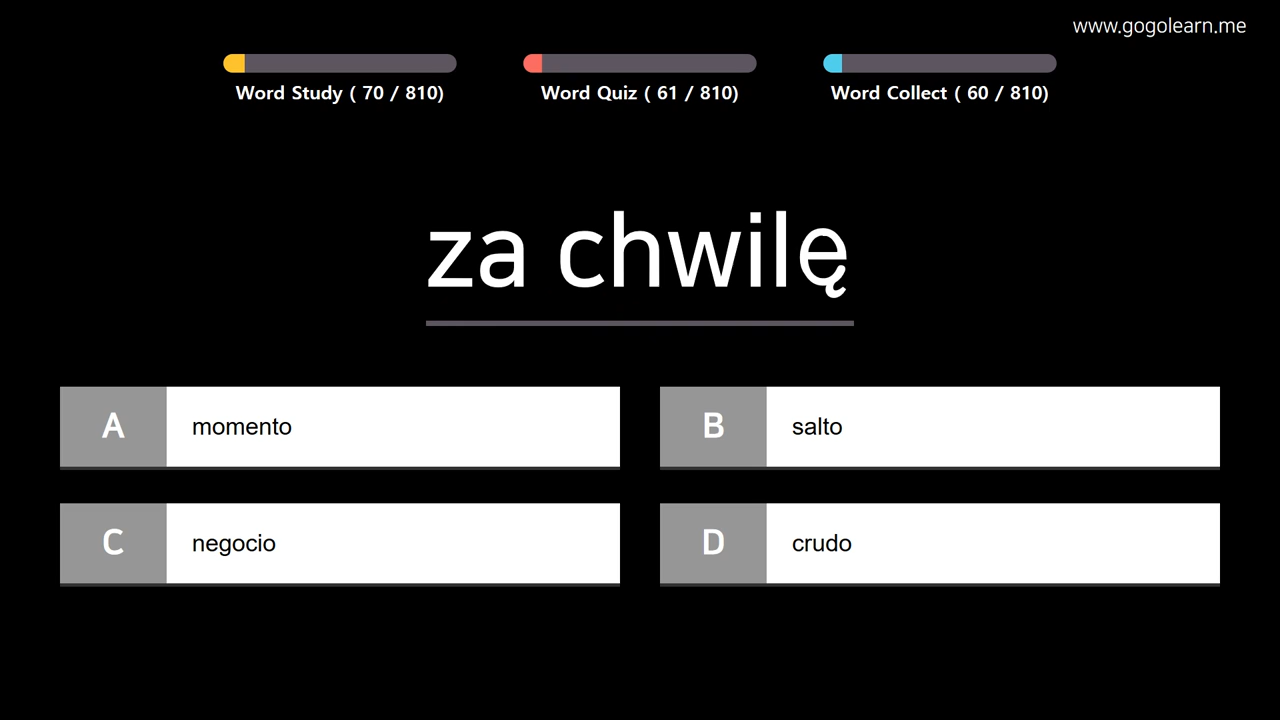 www.gogolearn.me
Word Study ( 70 / 810)
Word Quiz ( 61 / 810)
Word Collect ( 60 / 810)
za chwilę
A momento
B salto
C negocio
D crudo